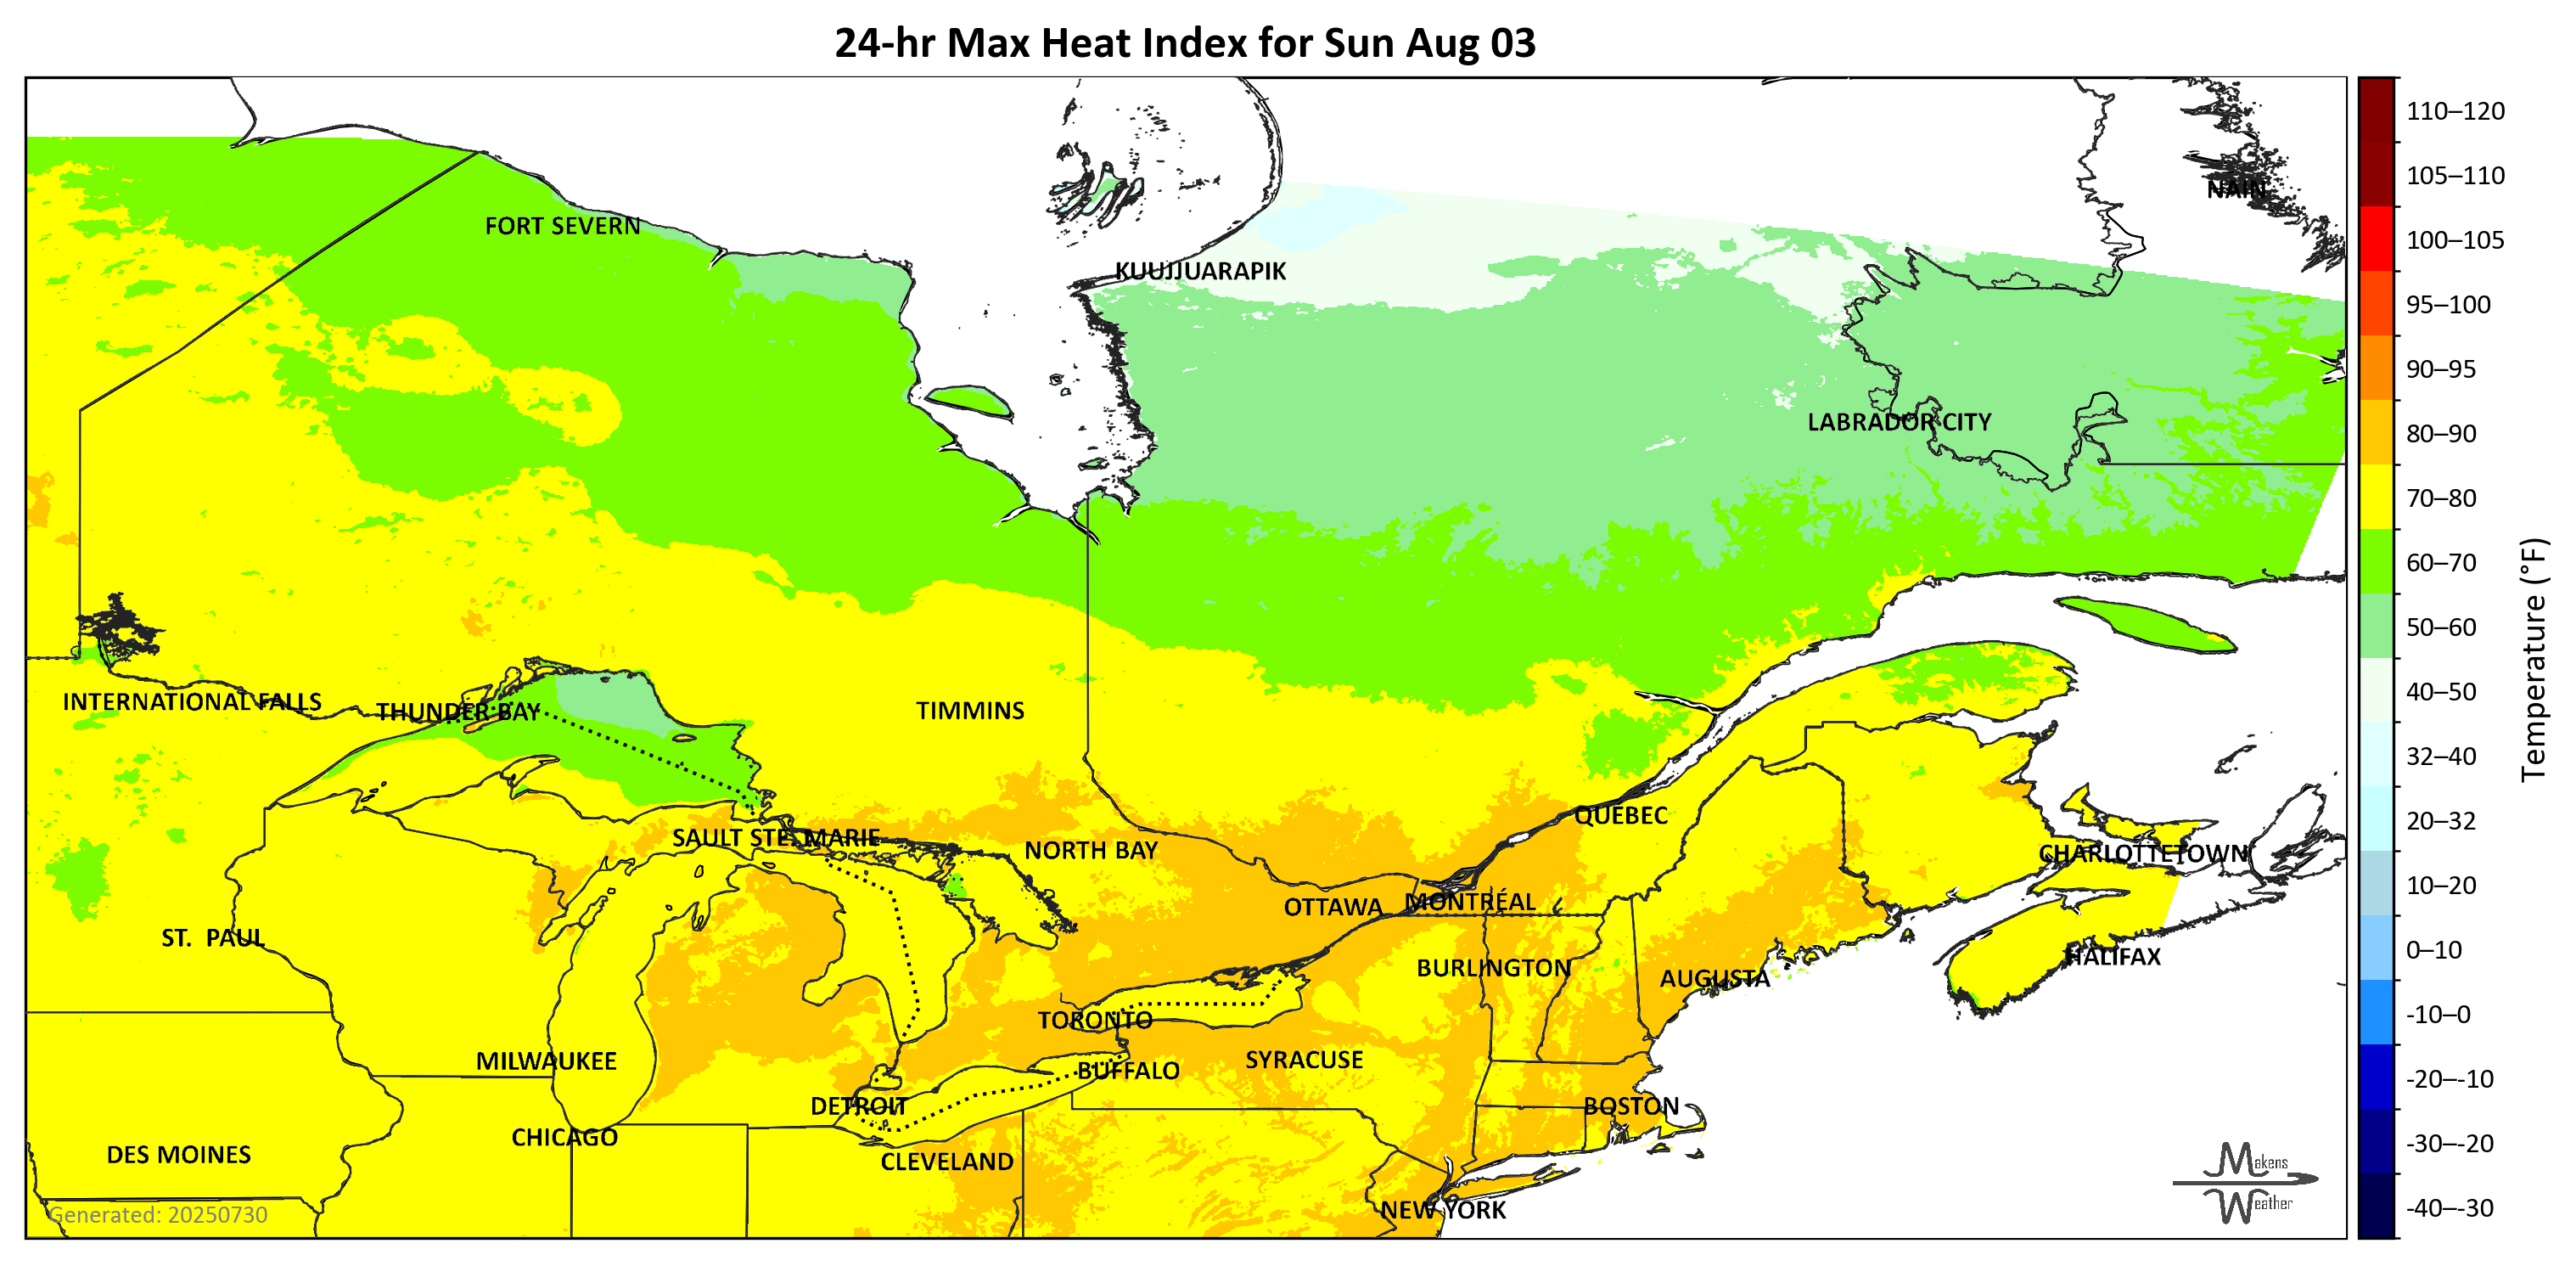 24-hr Max Heat Index for Sun Aug 03
NAIN
FORT SEVERN
KUUJJUARAPIK
LABRADOR CITY
INTERNATIONAL FALLS
THUNDER BAY
TIMMINS
QUEBEC
SAULT STE. MARIE
NORTH BAY
CHARLOTTETOWN
OTTAWA
MONTRÉAL
ST. PAUL
HALIFAX
BURLINGTON
AUGUSTA
TORONTO
MILWAUKEE
SYRACUSE
BUFFALO
DETROIT
BOSTON
CHICAGO
DES MOINES
CLEVELAND
NEW YORK
Generated: 20250730
Makens
Weather
110–120
105–110
100–105
95–100
90–95
80–90
70–80
60–70
50–60
40–50
32–40
20–32
10–20
0–10
-10–0
-20–-10
-30–-20
-40–-30
Temperature (°F)